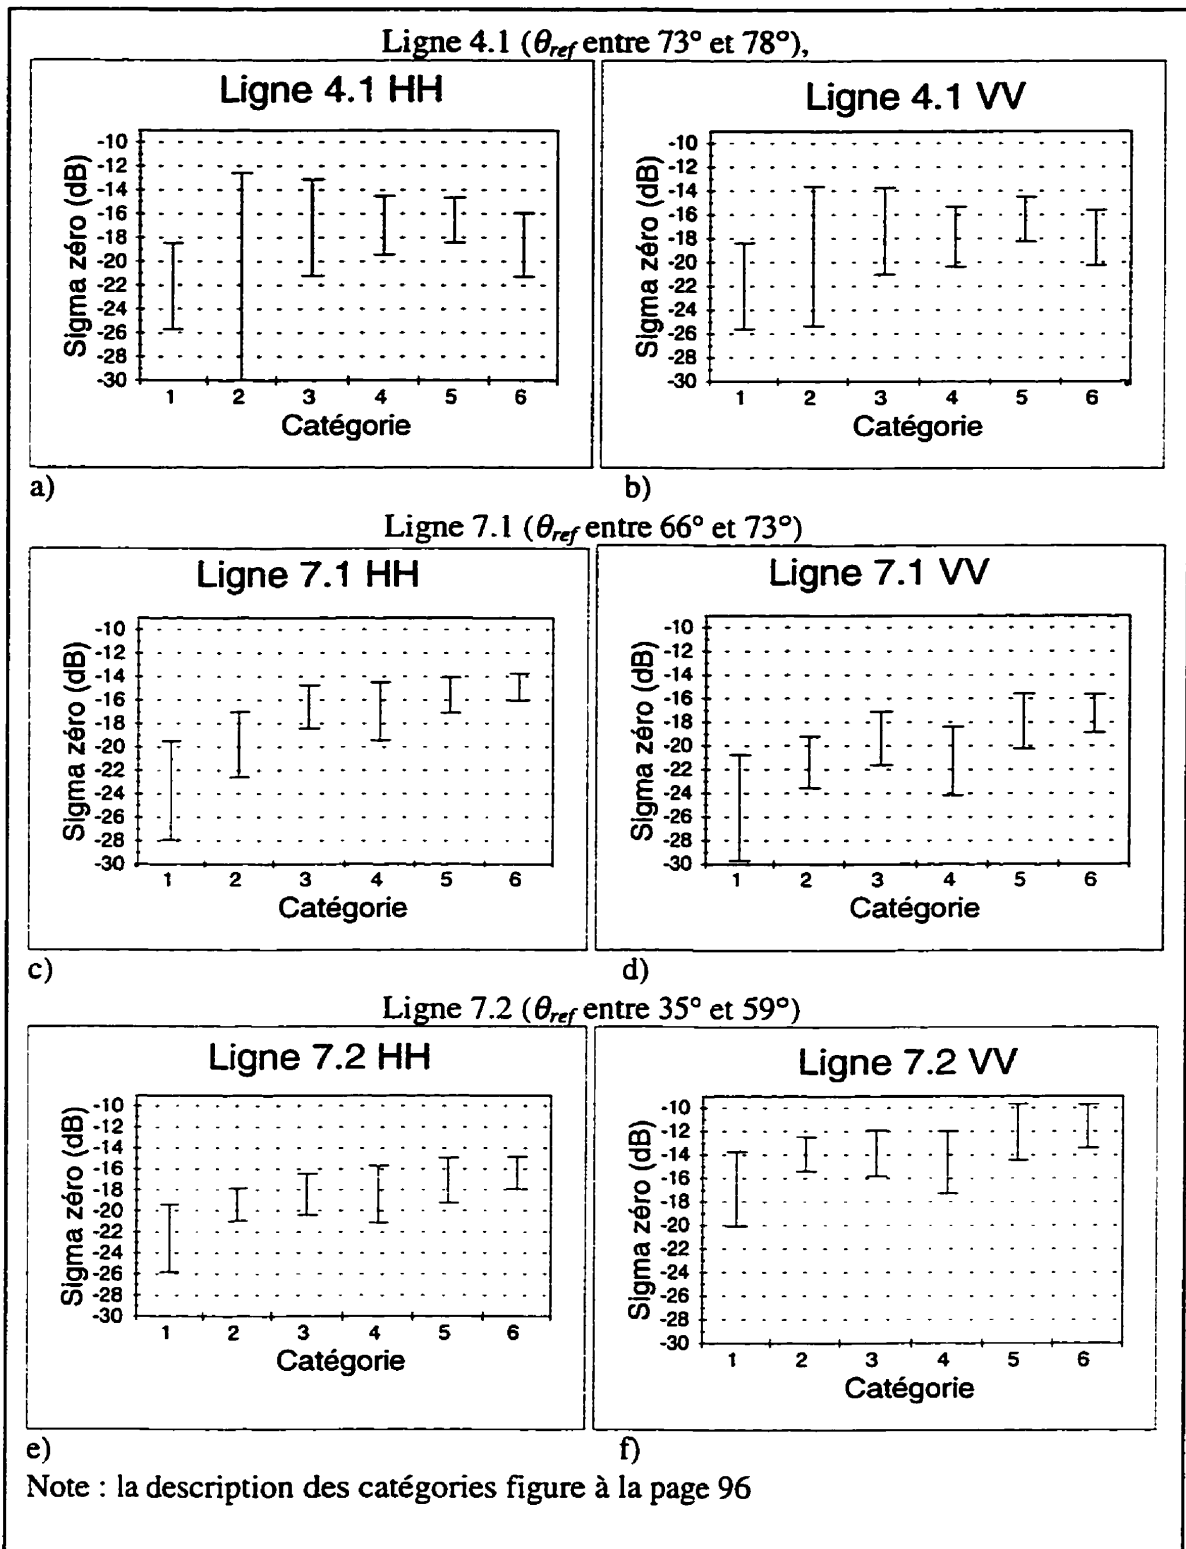 Ligne 4.1 (θref entre 73° et 78°),
Ligne 4.1 HH
Sigma zéro (dB)
-10
-12
-14
-16
-18
-20
-22
-24
-26
-28
-30
1 2 3 4 5 6
Catégorie
a)
Ligne 4.1 VV
Sigma zéro (dB)
-10
-12
-14
-16
-18
-20
-22
-24
-26
-28
-30
1 2 3 4 5 6
Catégorie
b)
Ligne 7.1 (θref entre 66° et 73°)
Ligne 7.1 HH
Sigma zéro (dB)
-10
-12
-14
-16
-18
-20
-22
-24
-26
-28
-30
1 2 3 4 5 6
Catégorie
c)
Ligne 7.1 VV
Sigma zéro (dB)
-10
-12
-14
-16
-18
-20
-22
-24
-26
-28
-30
1 2 3 4 5 6
Catégorie
d)
Ligne 7.2 (θref entre 35° et 59°)
Ligne 7.2 HH
Sigma zéro (dB)
-10
-12
-14
-16
-18
-20
-22
-24
-26
-28
-30
1 2 3 4 5 6
Catégorie
e)
Ligne 7.2 VV
Sigma zéro (dB)
-10
-12
-14
-16
-18
-20
-22
-24
-26
-28
-30
1 2 3 4 5 6
Catégorie
f)
Note : la description des catégories figure à la page 96